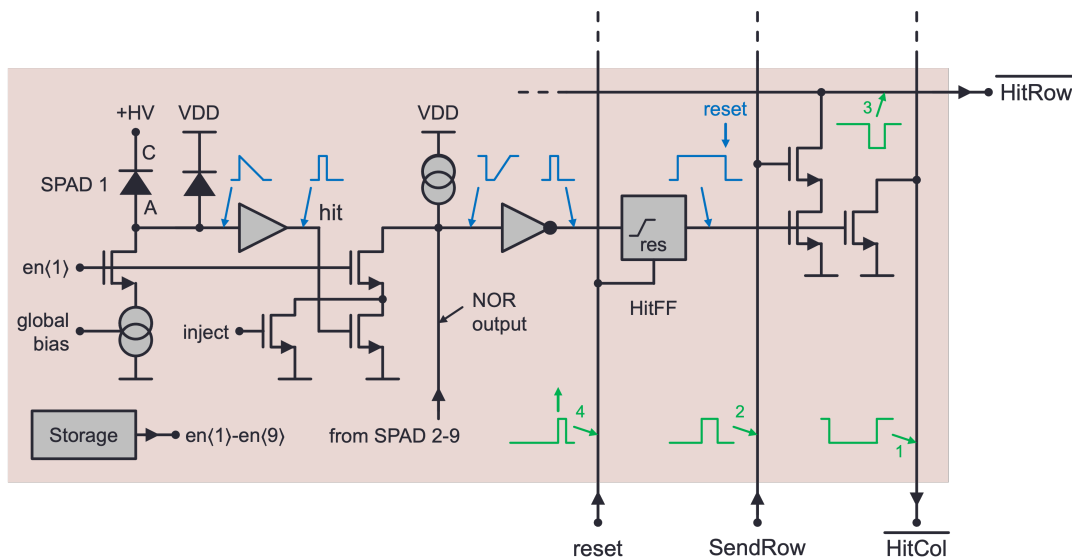 +HV
VDD
VDD
reset
3
HitRow
C
SPAD 1
A
hit
res
HitFF
en⟨1⟩
global
bias
inject
NOR
output
Storage
en⟨1⟩-en⟨9⟩
from SPAD 2-9
4
2
1
reset
SendRow
HitCol